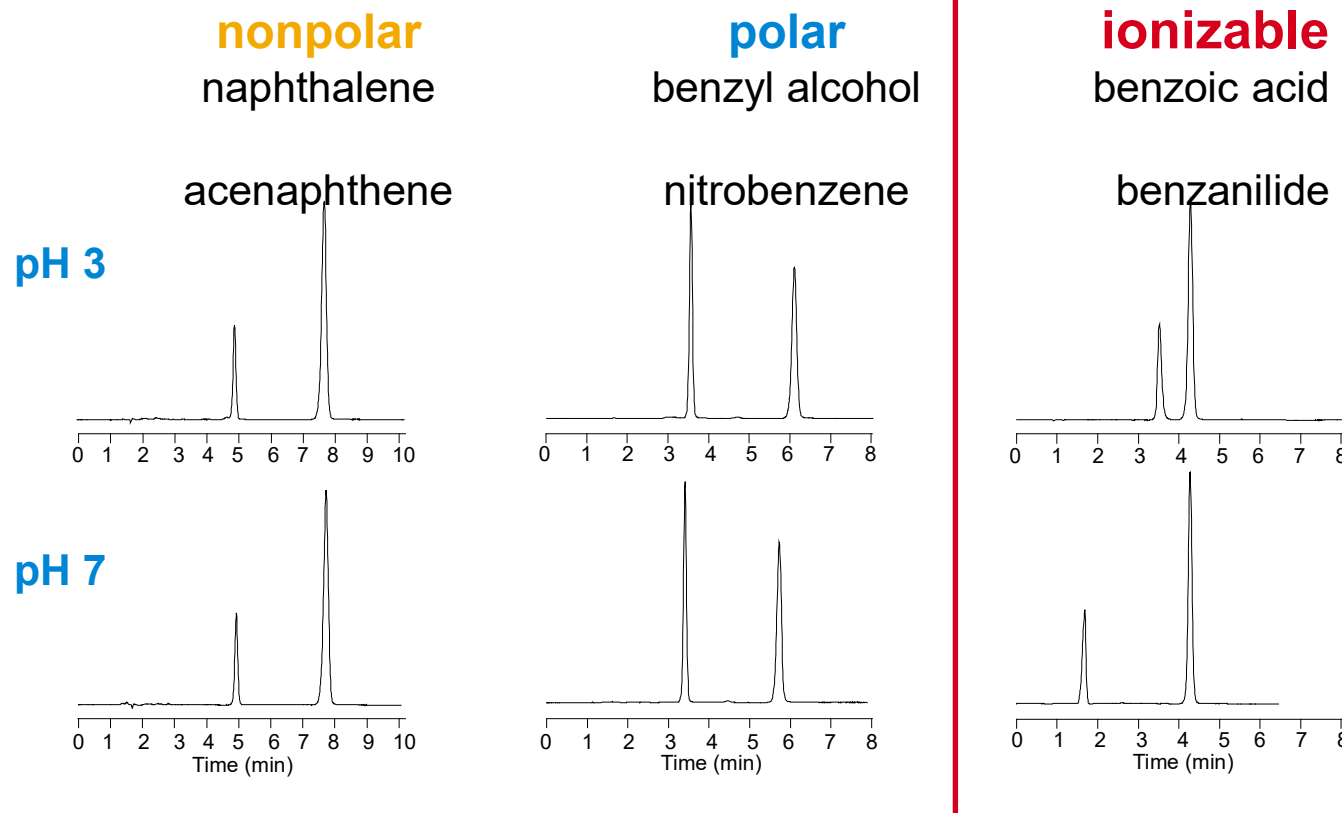 nonpolar
naphthalene
acenaphthene
polar
benzyl alcohol
nitrobenzene
ionizable
benzoic acid
benzanilide
pH 3
0 1 2 3 4 5 6 7 8 9 10
0 1 2 3 4 5 6 7 8
0 1 2 3 4 5 6 7 8
pH 7
0 1 2 3 4 5 6 7 8 9 10
Time (min)
0 1 2 3 4 5 6 7 8
Time (min)
0 1 2 3 4 5 6 7 8
Time (min)